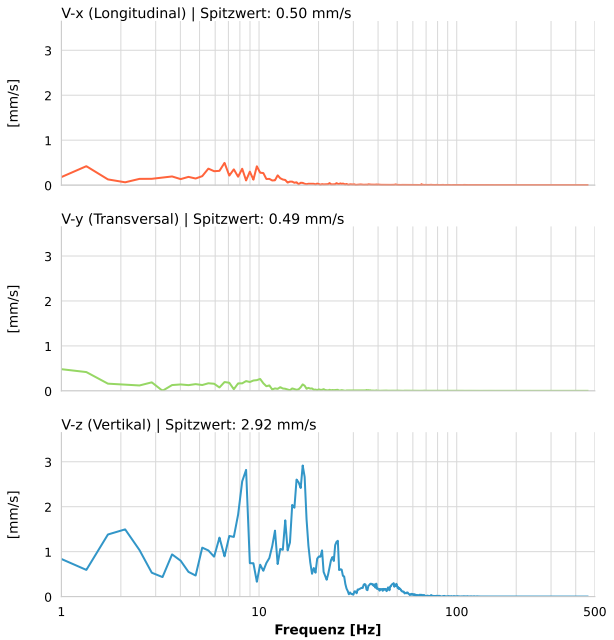 V-x (Longitudinal) | Spitzwert: 0.50 mm/s
3
2
1
0
[mm/s]
V-y (Transversal) | Spitzwert: 0.49 mm/s
3
2
1
0
[mm/s]
V-z (Vertikal) | Spitzwert: 2.92 mm/s
3
2
1
0
[mm/s]
1 10 100 500
Frequenz [Hz]